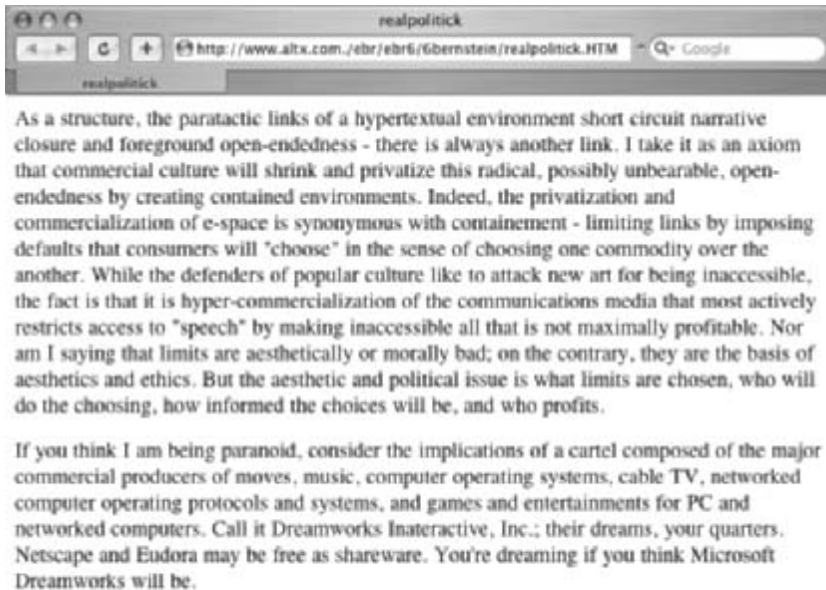 realpolitick
http://www.altx.com./ebr/ebr6/6bernstein/realpolitick.HTM Google
realpolitick
As a structure, the paratactic links of a hypertextual environment short circuit narrative
closure and foreground open-endedness - there is always another link. I take it as an axiom
that commercial culture will shrink and privatize this radical, possibly unbearable, open-
endedness by creating contained environments. Indeed, the privatization and
commercialization of e-space is synonymous with containement - limiting links by imposing
defaults that consumers will "choose" in the sense of choosing one commodity over the
another. While the defenders of popular culture like to attack new art for being inaccessible,
the fact is that it is hyper-commercialization of the communications media that most actively
restricts access to "speech" by making inaccessible all that is not maximally profitable. Nor
am I saying that limits are aesthetically or morally bad; on the contrary, they are the basis of
aesthetics and ethics. But the aesthetic and political issue is what limits are chosen, who will
do the choosing, how informed the choices will be, and who profits.
If you think I am being paranoid, consider the implications of a cartel composed of the major
commercial producers of moves, music, computer operating systems, cable TV, networked
computer operating protocols and systems, and games and entertainments for PC and
networked computers. Call it Dreamworks Inateractive, Inc.; their dreams, your quarters.
Netscape and Eudora may be free as shareware. You're dreaming if you think Microsoft
Dreamworks will be.